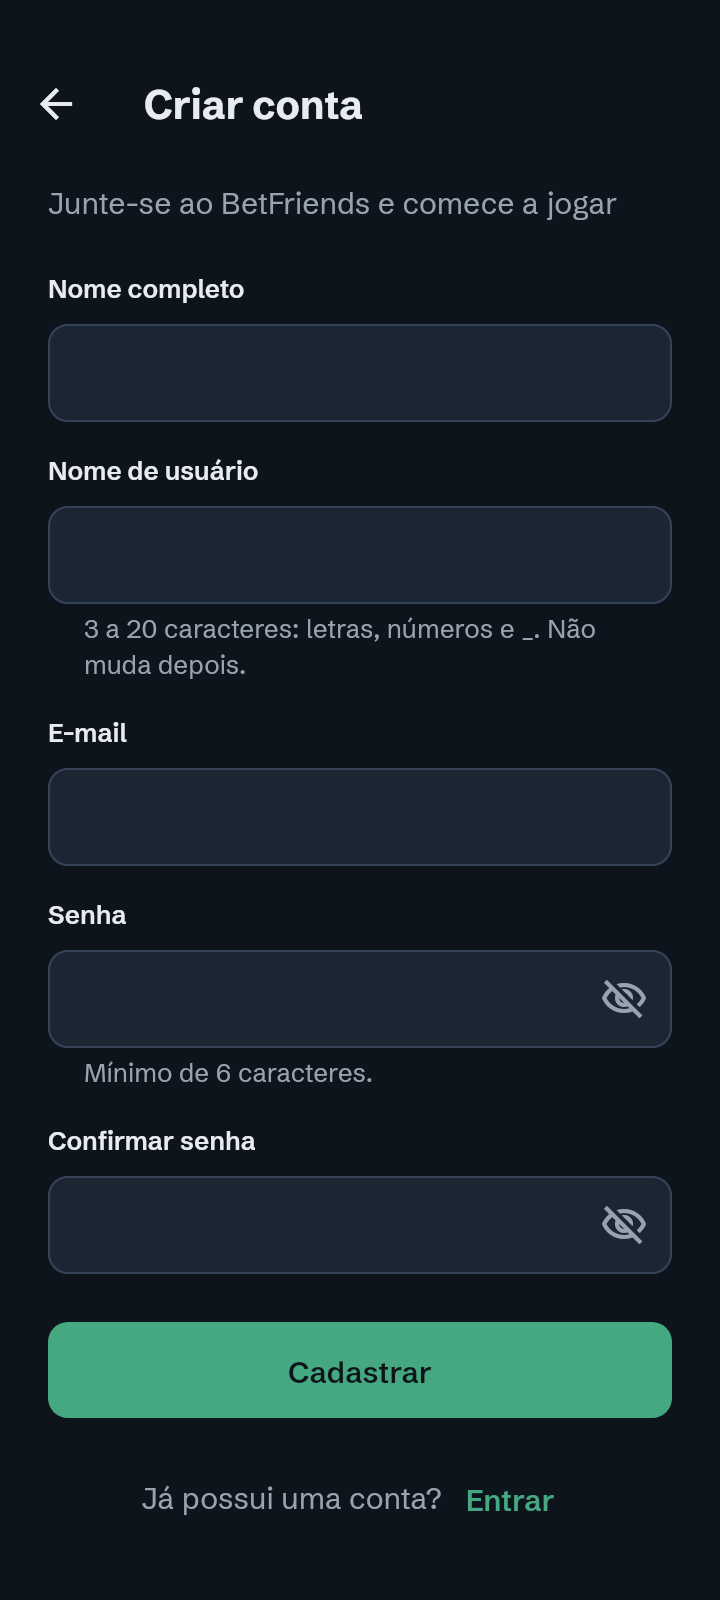 Criar conta
Junte-se ao BetFriends e comece a jogar
Nome completo
Nome de usuário
3 a 20 caracteres: letras, números e _. Não
muda depois.
E-mail
Senha
Mínimo de 6 caracteres.
Confirmar senha
Cadastrar
Já possui uma conta? Entrar